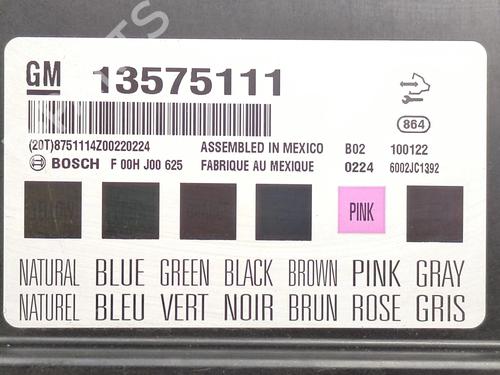 GM 13575111
864
(20T)8751114Z00220224 ASSEMBLED IN MEXICO B02 100122
BOSCH F 00H J00 625 FABRIQUE AU MEXIQUE 0224 6002JC1392
PINK
NATURAL BLUE GREEN BLACK BROWN PINK GRAY
NATUREL BLEU VERT NOIR BRUN ROSE GRIS